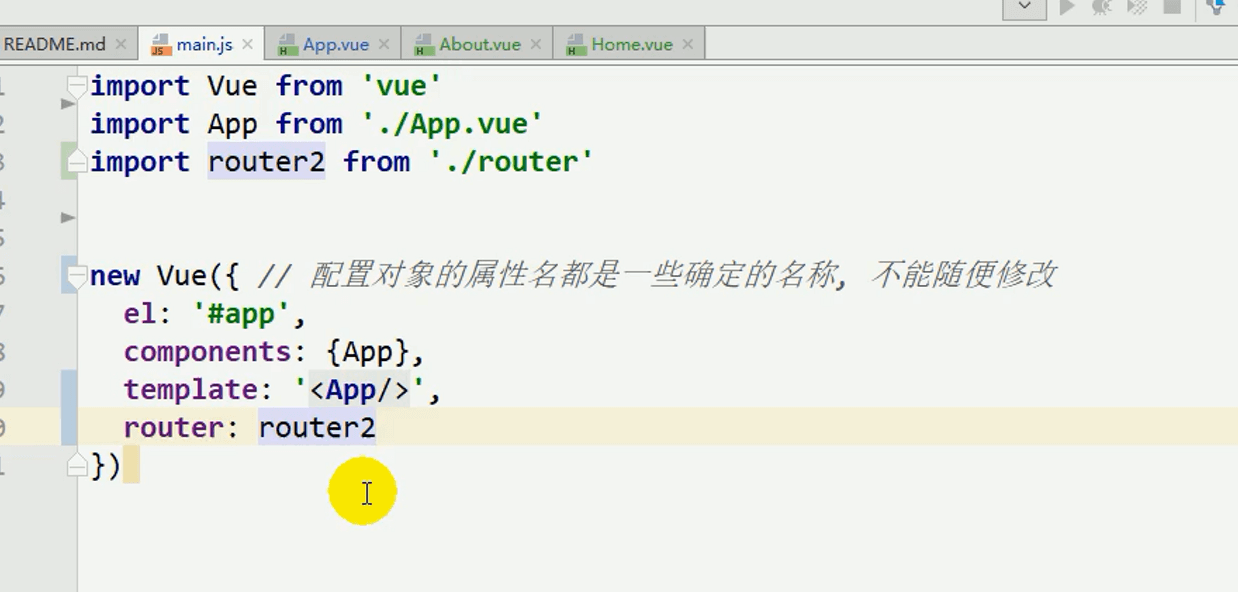 README.md main.js App.vue About.vue Home.vue
import Vue from 'vue'
import App from './App.vue'
import router2 from './router'
new Vue({ // 配置对象的属性名都是一些确定的名称, 不能随便修改
el: '#app',
components: {App},
template: '<App/>',
router: router2
})